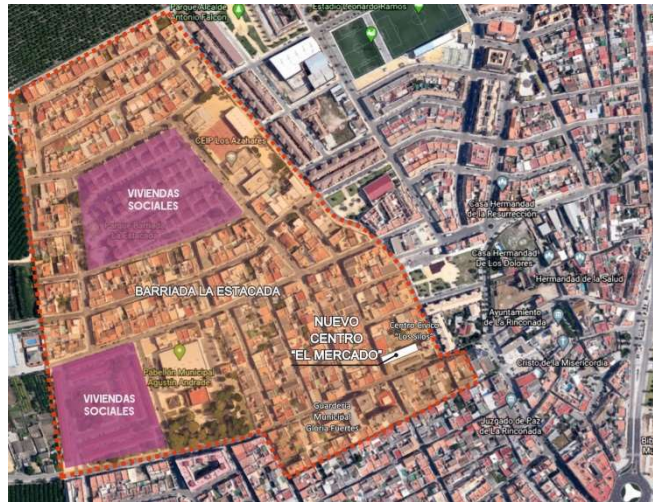 Parque Alcalde
Antonio Falcón
Estadio Leonardo Ramos
CEIP Los Azahares
VIVIENDAS
SOCIALES
Casa Hermandad
de la Resurrección
Casa Hermandad
De Los Dolores
Hermandad de la Salud
BARRIADA LA ESTACADA
NUEVO
CENTRO
"EL MERCADO"
Centro Cívico
"Los Silos"
Ayuntamiento
de La Rinconada
Cristo de la Misericordia
Pabellón Municipal
Agustín Andrade
VIVIENDAS
SOCIALES
Guardería
Municipal
Gloria Fuertes
Juzgado de Paz
de La Rinconada